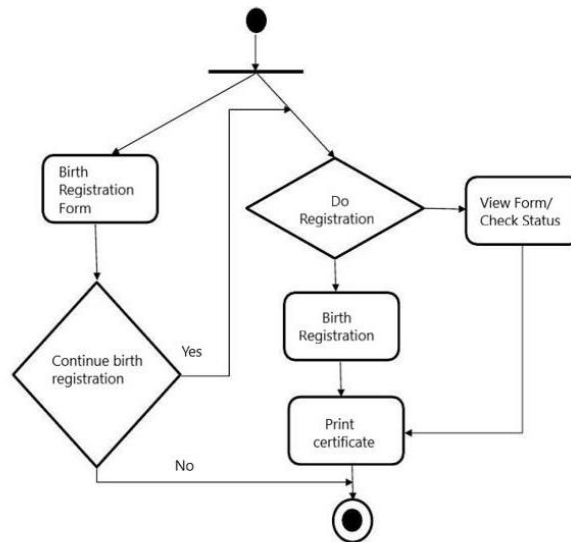 Birth
Registration
Form
Do
Registration
View Form/
Check Status
Birth
Registration
Continue birth
registration
Yes
Print
certificate
No